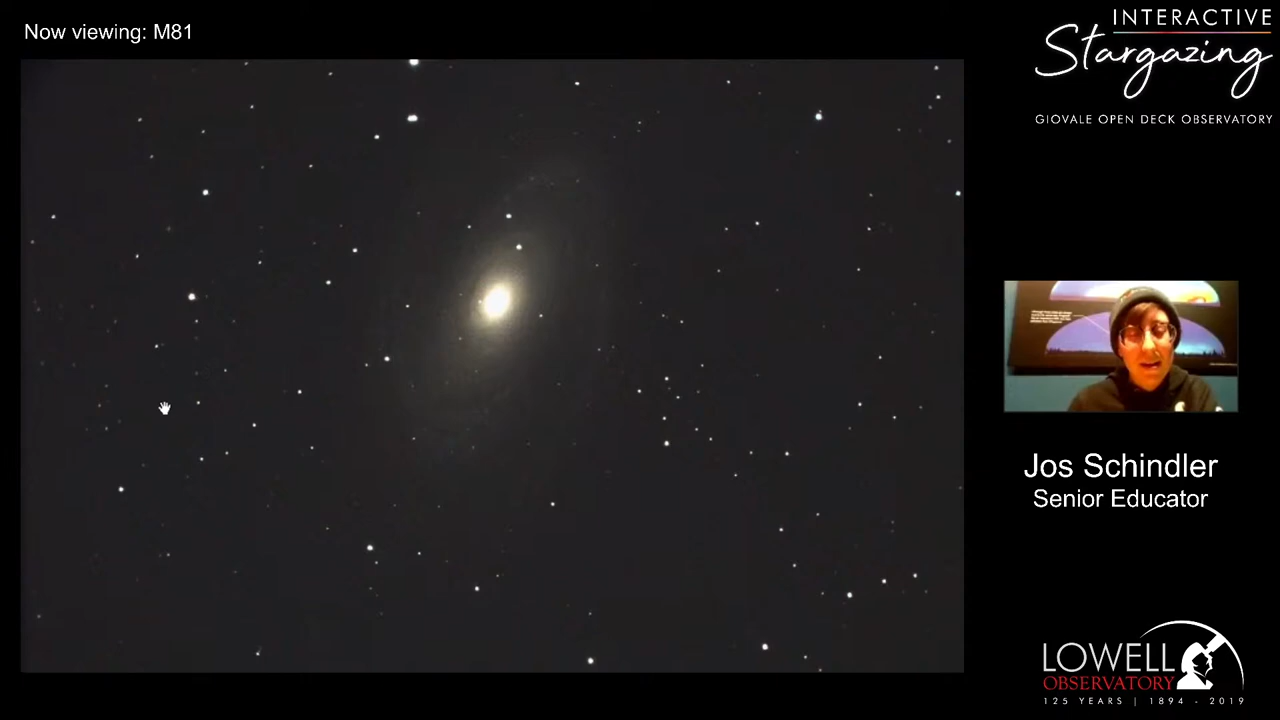 Now viewing: M81
INTERACTIVE
Stargazing
GIOVALE OPEN DECK OBSERVATORY
Jos Schindler
Senior Educator
LOWELL
OBSERVATORY
125 YEARS | 1894 - 2019